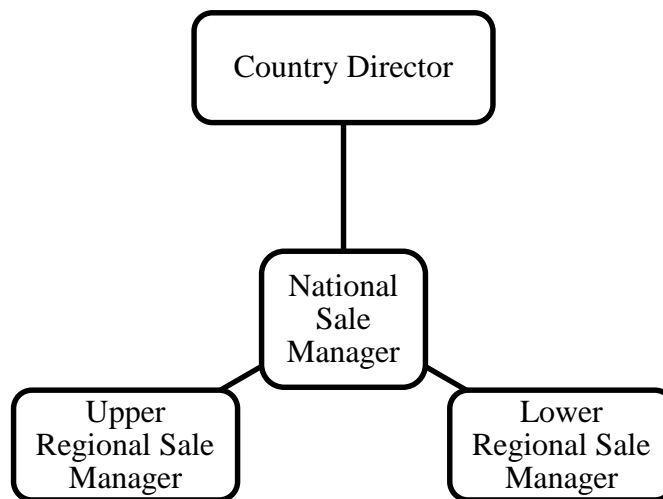 Country Director
National
Sale
Manager
Upper
Regional Sale
Manager
Lower
Regional Sale
Manager